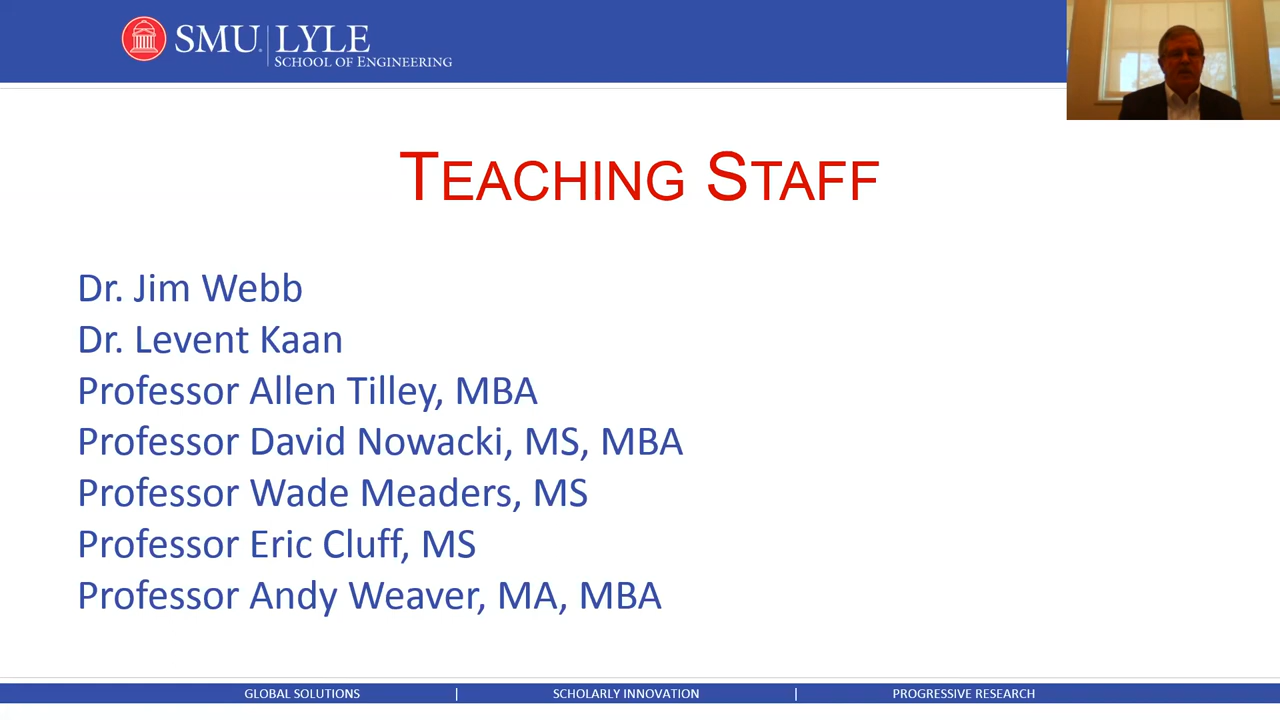 SMU. LYLE
SCHOOL OF ENGINEERING
TEACHING STAFF
Dr. Jim Webb
Dr. Levent Kaan
Professor Allen Tilley, MBA
Professor David Nowacki, MS, MBA
Professor Wade Meaders, MS
Professor Eric Cluff, MS
Professor Andy Weaver, MA, MBA
GLOBAL SOLUTIONS | SCHOLARLY INNOVATION | PROGRESSIVE RESEARCH